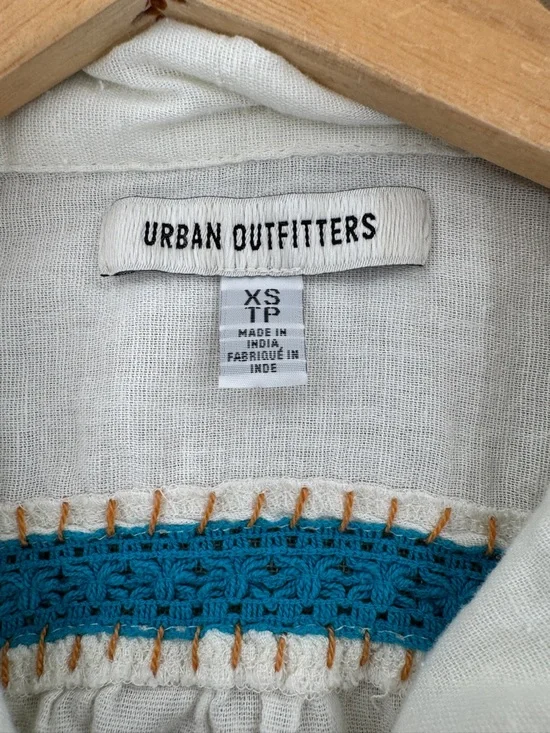 URBAN OUTFITTERS
XS
TP
MADE IN
INDIA
FABRIQUÉ IN
INDE